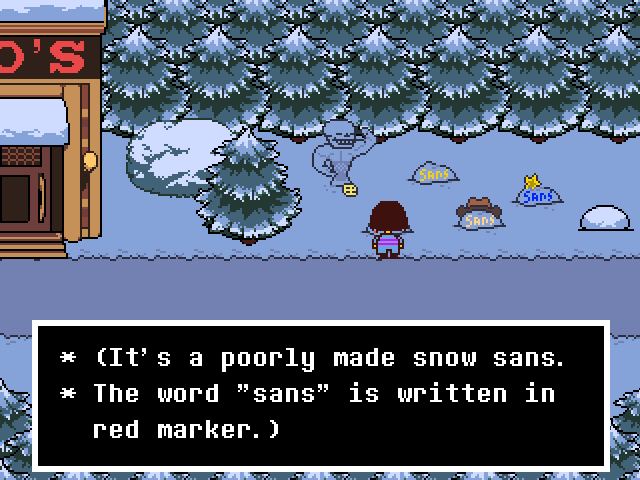 O'S
SANS
SANS
SANS
* (It's a poorly made snow sans.
* The word "sans" is written in
red marker.)